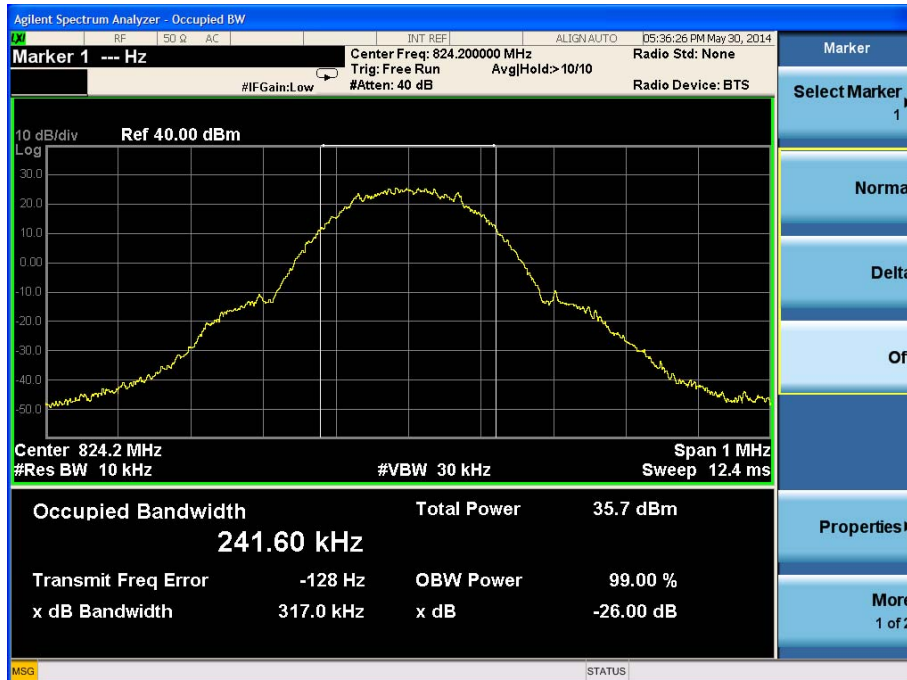 Agilent Spectrum Analyzer - Occupied BW
LXI RF 50 Ω AC INT REF ALIGN AUTO 05:36:26 PM May 30, 2014
Marker 1 --- Hz
Center Freq: 824.200000 MHz Radio Std: None
Trig: Free Run Avg|Hold:> 10/10
#IFGain:Low #Atten: 40 dB Radio Device: BTS
10 dB/div Ref 40.00 dBm
Log
30.0
20.0
10.0
0.00
-10.0
-20.0
-30.0
-40.0
-50.0
Center 824.2 MHz Span 1 MHz
#Res BW 10 kHz #VBW 30 kHz Sweep 12.4 ms
Occupied Bandwidth Total Power 35.7 dBm
241.60 kHz
Transmit Freq Error -128 Hz OBW Power 99.00 %
x dB Bandwidth 317.0 kHz x dB -26.00 dB
MSG STATUS
Marker
Select Marker
1
Norma
Delta
Of
Properties
More
1 of 2